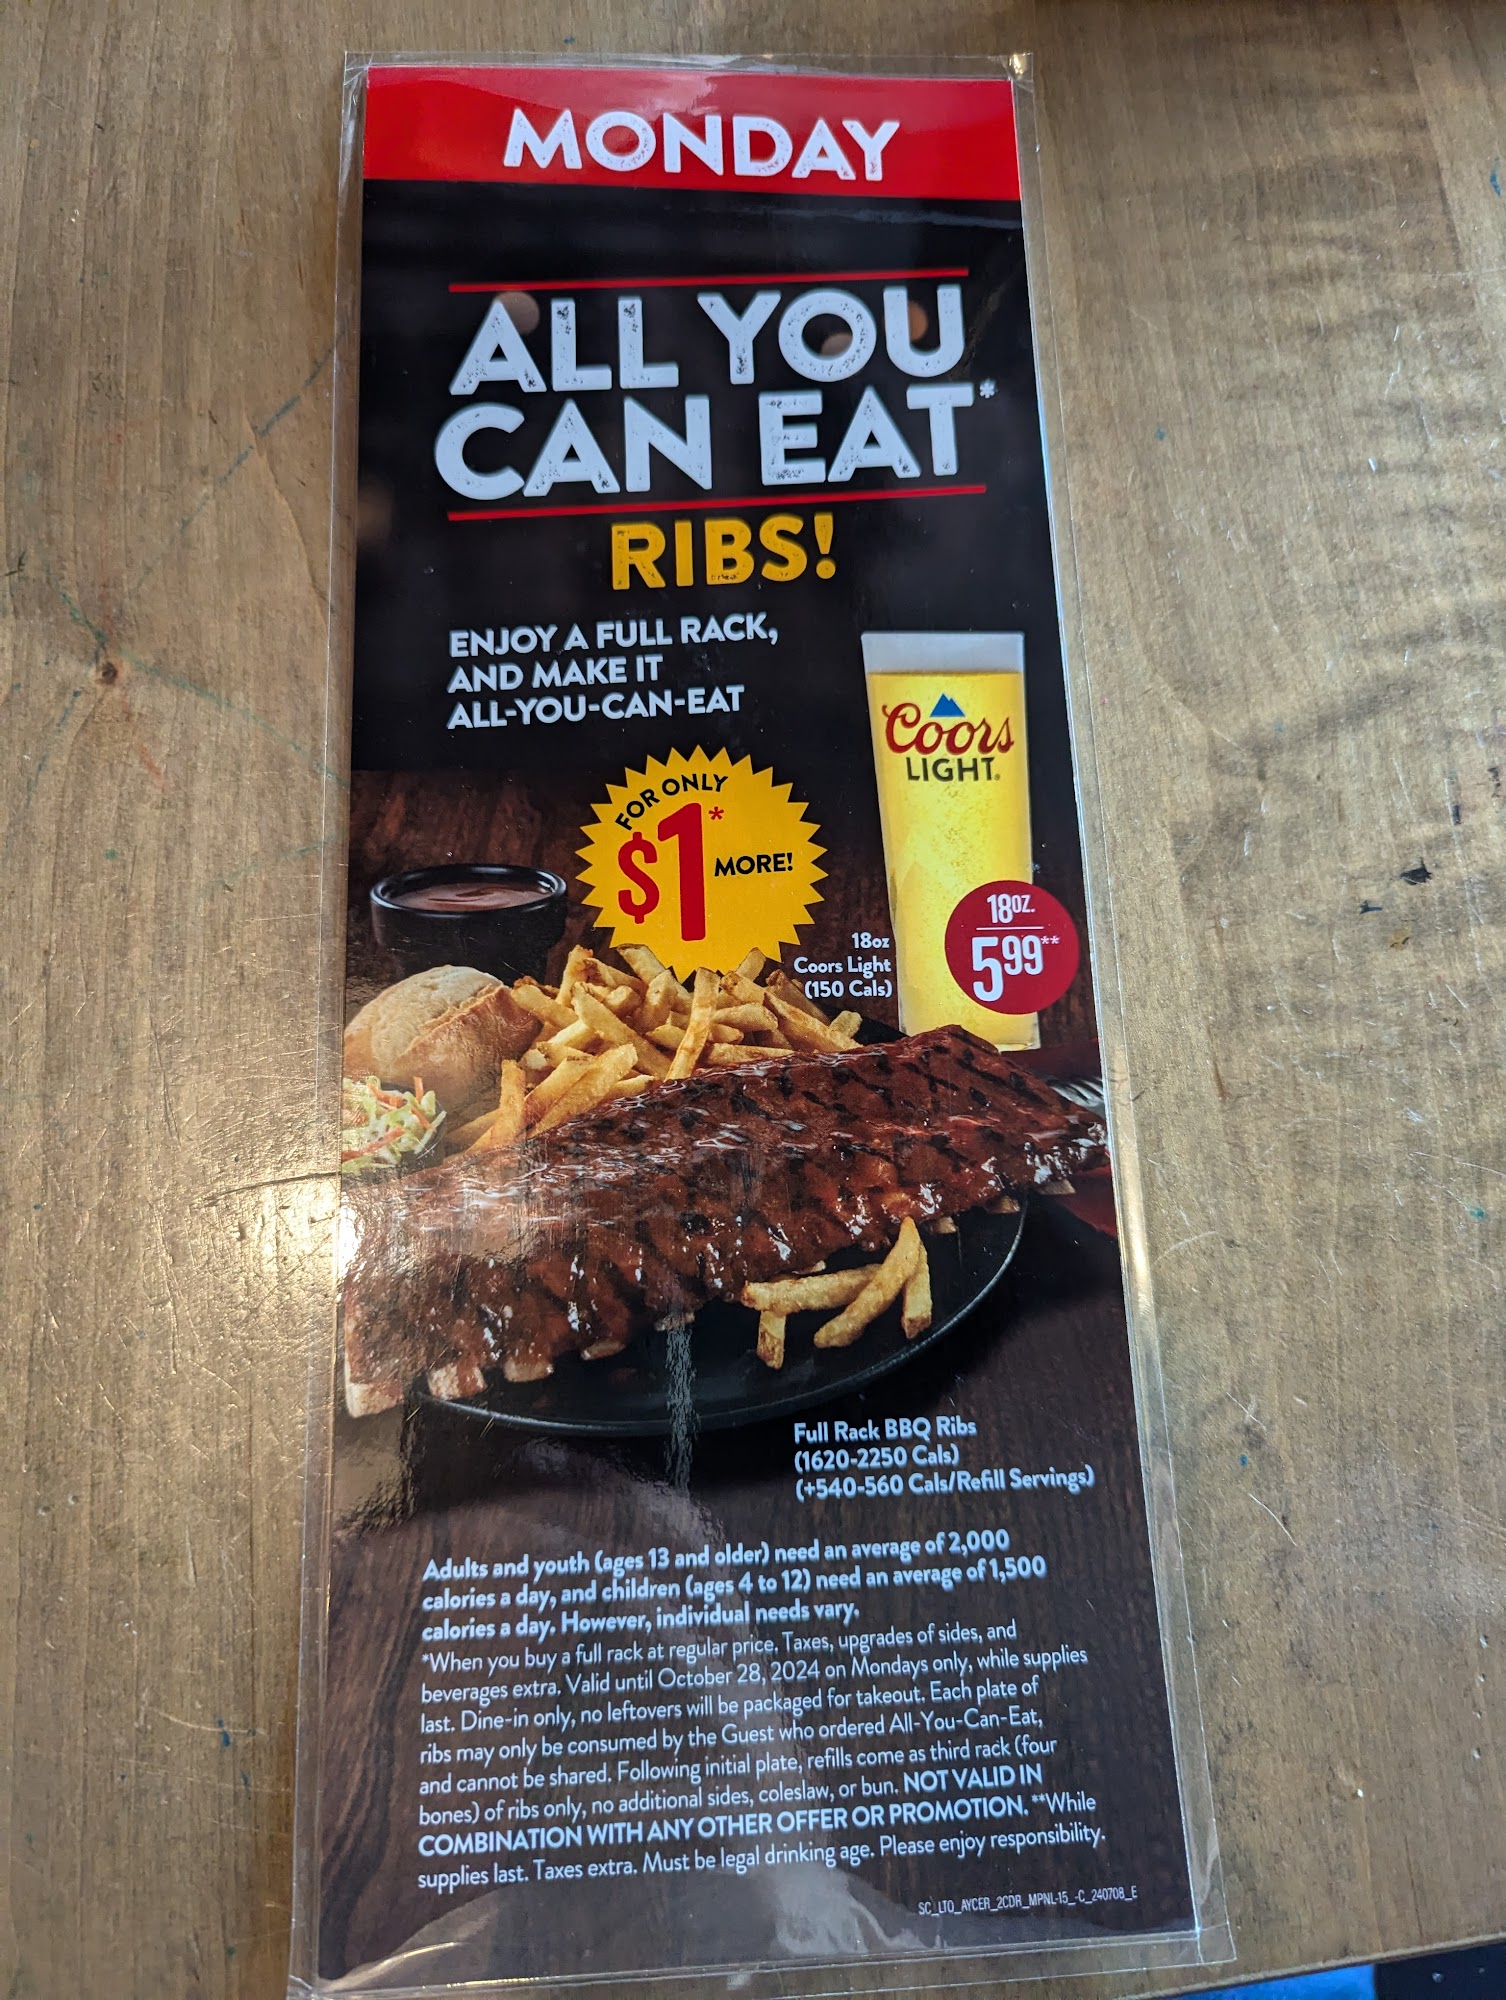 MONDAY
ALL YOU
CAN EAT*
RIBS!
ENJOY A FULL RACK,
AND MAKE IT
ALL-YOU-CAN-EAT
FOR ONLY
$1*
MORE!
Coors
LIGHT.
18OZ.
5.99**
18oz
Coors Light
(150 Cals)
Full Rack BBQ Ribs
(1620-2250 Cals)
(+540-560 Cals/Refill Servings)
Adults and youth (ages 13 and older) need an average of 2,000
calories a day, and children (ages 4 to 12) need an average of 1,500
calories a day. However, individual needs vary.
*When you buy a full rack at regular price. Taxes, upgrades of sides, and
beverages extra. Valid until October 28, 2024 on Mondays only, while supplies
last. Dine-in only, no leftovers will be packaged for takeout. Each plate of
ribs may only be consumed by the Guest who ordered All-You-Can-Eat,
and cannot be shared. Following initial plate, refills come as third rack (four
bones) of ribs only, no additional sides, coleslaw, or bun. NOT VALID IN
COMBINATION WITH ANY OTHER OFFER OR PROMOTION. **While
supplies last. Taxes extra. Must be legal drinking age. Please enjoy responsibility.
SC_LTO_AYCER_2CDR_MPNL-15_-C_240708_E